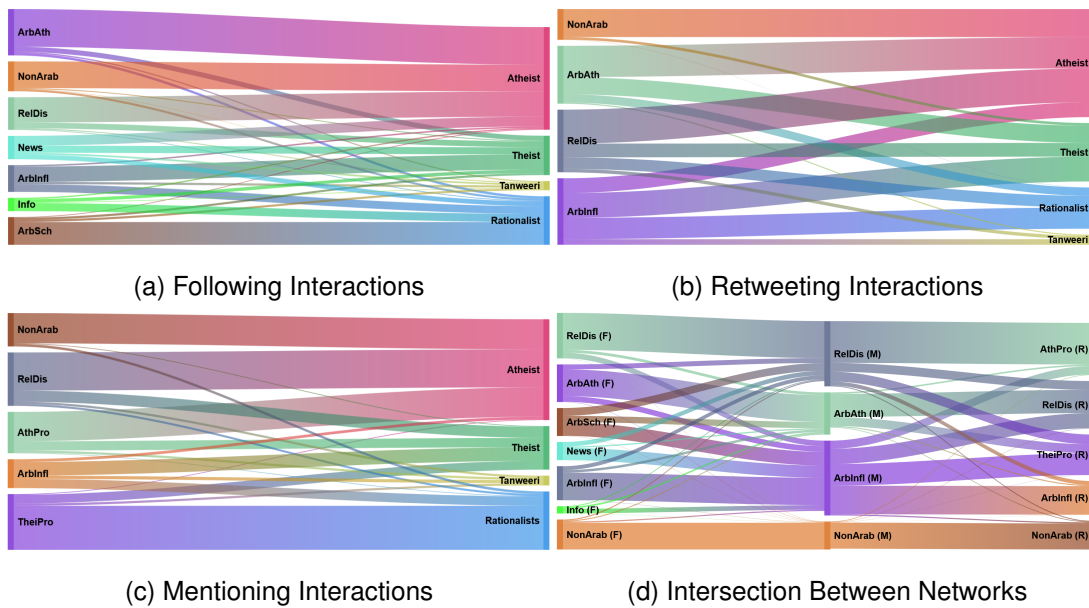 ArbAth
NonArab
RelDis
News
ArbInfl
Info
ArbSch
Atheist
Theist
Tanweeri
Rationalist
(a) Following Interactions
NonArab
ArbAth
RelDis
ArbInfl
Atheist
Theist
Rationalist
Tanweeri
(b) Retweeting Interactions
NonArab
RelDis
AthPro
ArbInfl
TheiPro
Atheist
Theist
Tanweeri
Rationalists
(c) Mentioning Interactions
RelDis (F)
ArbAth (F)
ArbSch (F)
News (F)
ArbInfl (F)
Info (F)
NonArab (F)
RelDis (M)
ArbAth (M)
ArbInfl (M)
NonArab (M)
AthPro (R)
RelDis (R)
TheiPro (R)
ArbInfl (R)
NonArab (R)
(d) Intersection Between Networks